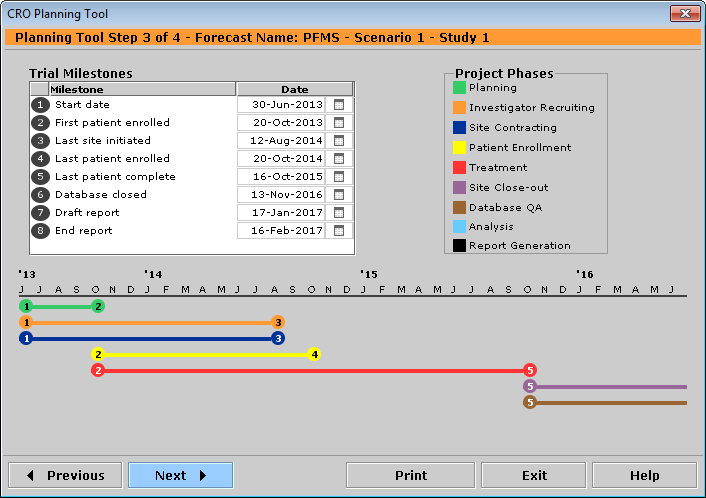 CRO Planning Tool
Planning Tool Step 3 of 4 - Forecast Name: PFMS - Scenario 1 - Study 1
Trial Milestones
Milestone Date
1 Start date 30-Jun-2013
2 First patient enrolled 20-Oct-2013
3 Last site initiated 12-Aug-2014
4 Last patient enrolled 20-Oct-2014
5 Last patient complete 16-Oct-2015
6 Database closed 13-Nov-2016
7 Draft report 17-Jan-2017
8 End report 16-Feb-2017
Project Phases
Planning
Investigator Recruiting
Site Contracting
Patient Enrollment
Treatment
Site Close-out
Database QA
Analysis
Report Generation
'13 '14 '15 '16
J J A S O N D J F M A M J J A S O N D J F M A M J J A S O N D J F M A M J
1 2
1 3
1 3
2 4
2 5
5
5
Previous Next Print Exit Help